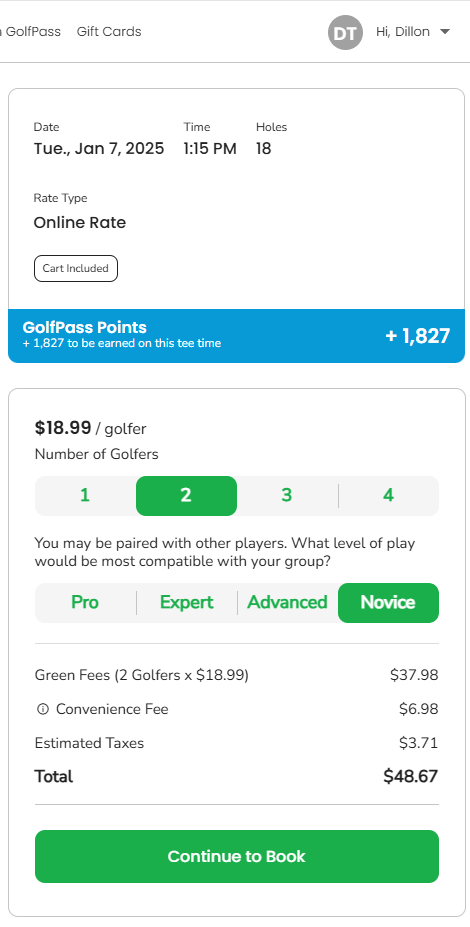 GolfPass Gift Cards
DT Hi, Dillon
Date Time Holes
Tue., Jan 7, 2025 1:15 PM 18
Rate Type
Online Rate
Cart Included
GolfPass Points
+ 1,827 to be earned on this tee time
+ 1,827
$18.99 / golfer
Number of Golfers
1 2 3 4
You may be paired with other players. What level of play
would be most compatible with your group?
Pro Expert Advanced Novice
Green Fees (2 Golfers x $18.99) $37.98
Convenience Fee $6.98
Estimated Taxes $3.71
Total $48.67
Continue to Book